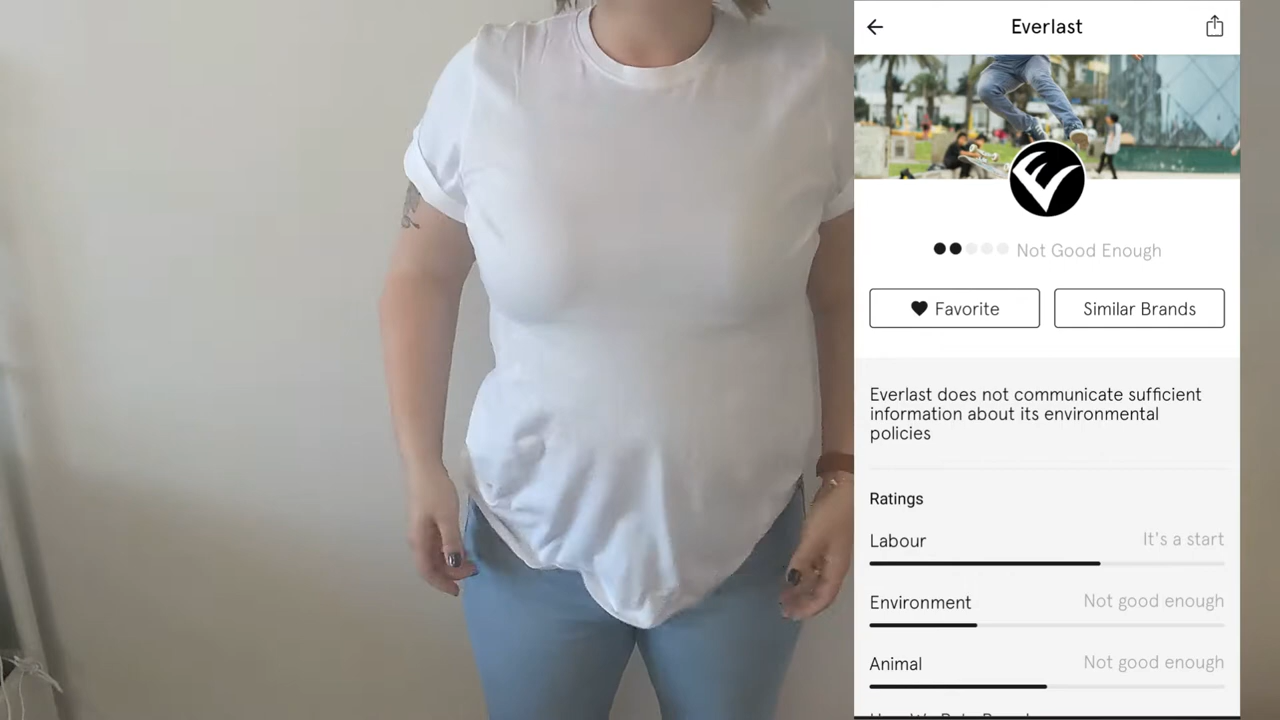 Everlast
Not Good Enough
Favorite
Similar Brands
Everlast does not communicate sufficient
information about its environmental
policies
Ratings
Labour
It's a start
Environment
Not good enough
Animal
Not good enough